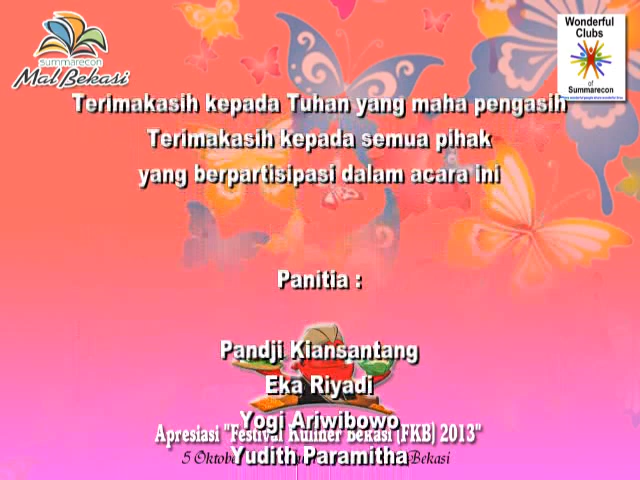 summarecon
Mal Bekasi
Wonderful
Clubs
of
Summarecon
Terimakasih kepada Tuhan yang maha pengasih
Terimakasih kepada semua pihak
yang berpartisipasi dalam acara ini
Panitia :
Pandji Kiansantang
Eka Riyadi
Yogi Ariwibowo
Apresiasi "Festival Kuliner Bekasi (FKB) 2013"
Yudith Paramitha
5 Oktober Bekasi